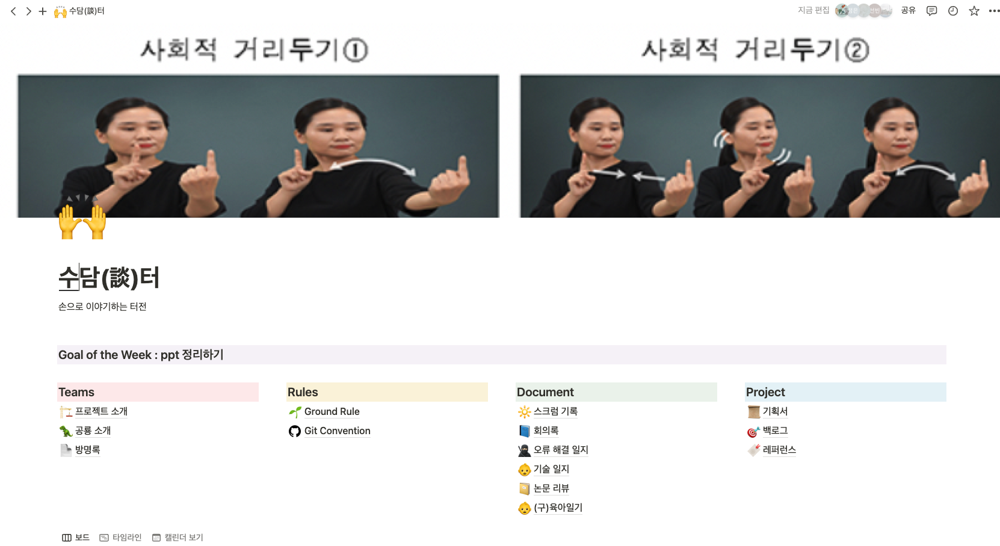 수담(談)터
지금 편집
공유
사회적 거리두기①
사회적 거리두기②
수담(談)터
손으로 이야기하는 터전
Goal of the Week : ppt 정리하기
Teams
프로젝트 소개
공룡 소개
방명록
Rules
Ground Rule
Git Convention
Document
스크럼 기록
회의록
오류 해결 일지
기술 일지
논문 리뷰
(구)육아일기
Project
기획서
백로그
레퍼런스
보드 타임라인 캘린더 보기